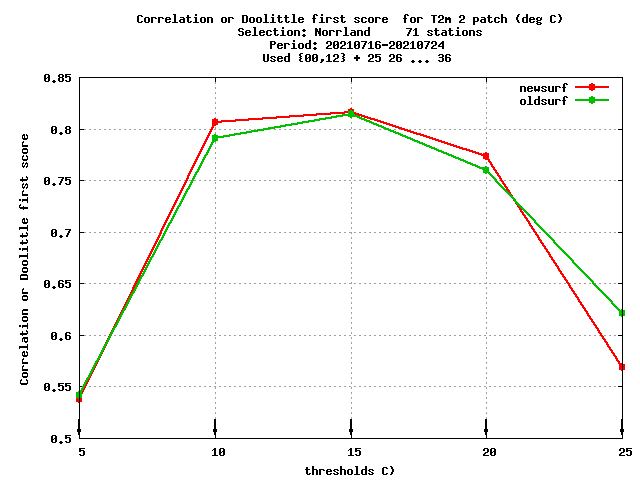 Correlation or Doolittle first score  for T2m 2 patch (deg C)
Selection: Norrland     71 stations
Period: 20210716-20210724
Used {00,12} + 25 26 ... 36
newsurf
oldsurf
Correlation or Doolittle first score
0.85
0.8
0.75
0.7
0.65
0.6
0.55
0.5
5 10 15 20 25
thresholds C)